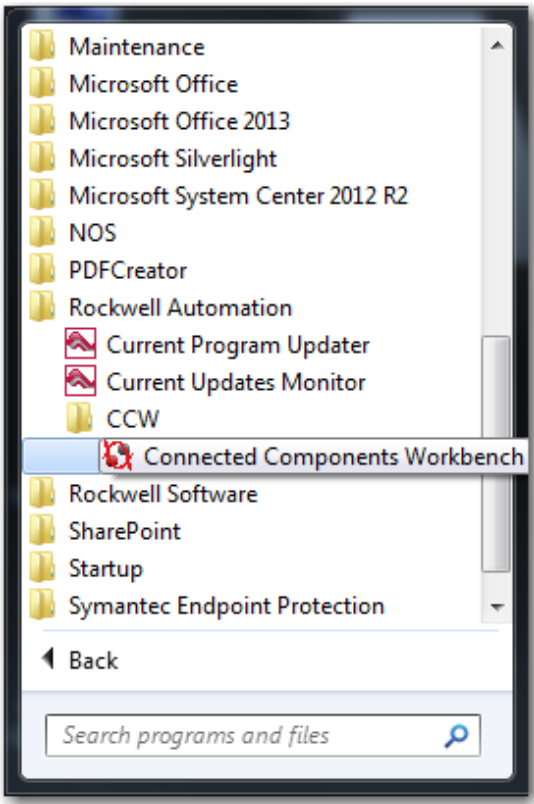 Maintenance
Microsoft Office
Microsoft Office 2013
Microsoft Silverlight
Microsoft System Center 2012 R2
NOS
PDFCreator
Rockwell Automation
Current Program Updater
Current Updates Monitor
CCW
Connected Components Workbench
Rockwell Software
SharePoint
Startup
Symantec Endpoint Protection
Back
Search programs and files